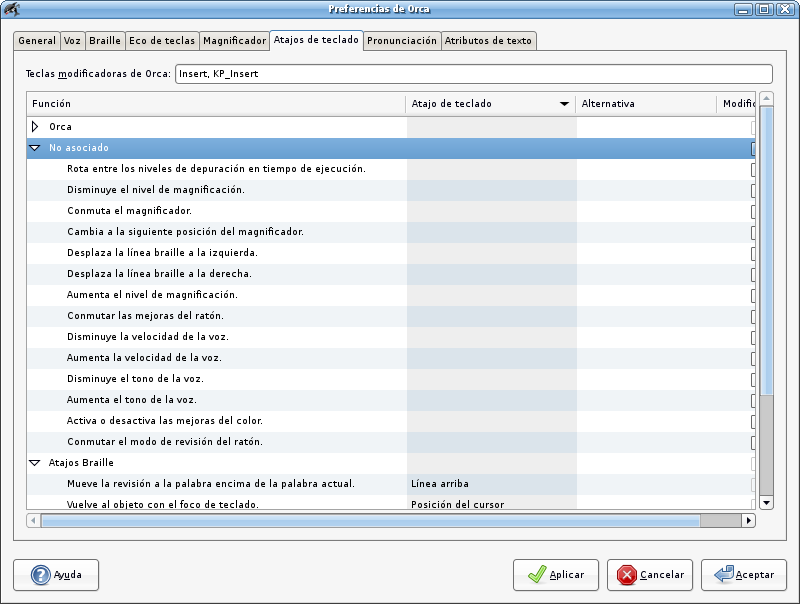 Preferencias de Orca
General Voz Braille Eco de teclas Magnificador Atajos de teclado Pronunciación Atributos de texto
Teclas modificadoras de Orca: Insert, KP_Insert
Función Atajo de teclado Alternativa Modific
Orca
No asociado
Rota entre los niveles de depuración en tiempo de ejecución.
Disminuye el nivel de magnificación.
Conmuta el magnificador.
Cambia a la siguiente posición del magnificador.
Desplaza la línea braille a la izquierda.
Desplaza la línea braille a la derecha.
Aumenta el nivel de magnificación.
Conmutar las mejoras del ratón.
Disminuye la velocidad de la voz.
Aumenta la velocidad de la voz.
Disminuye el tono de la voz.
Aumenta el tono de la voz.
Activa o desactiva las mejoras del color.
Conmutar el modo de revisión del ratón.
Atajos Braille
Mueve la revisión a la palabra encima de la palabra actual. Línea arriba
Vuelve al objeto con el foco de teclado. Posición del cursor
Ayuda Aplicar Cancelar Aceptar